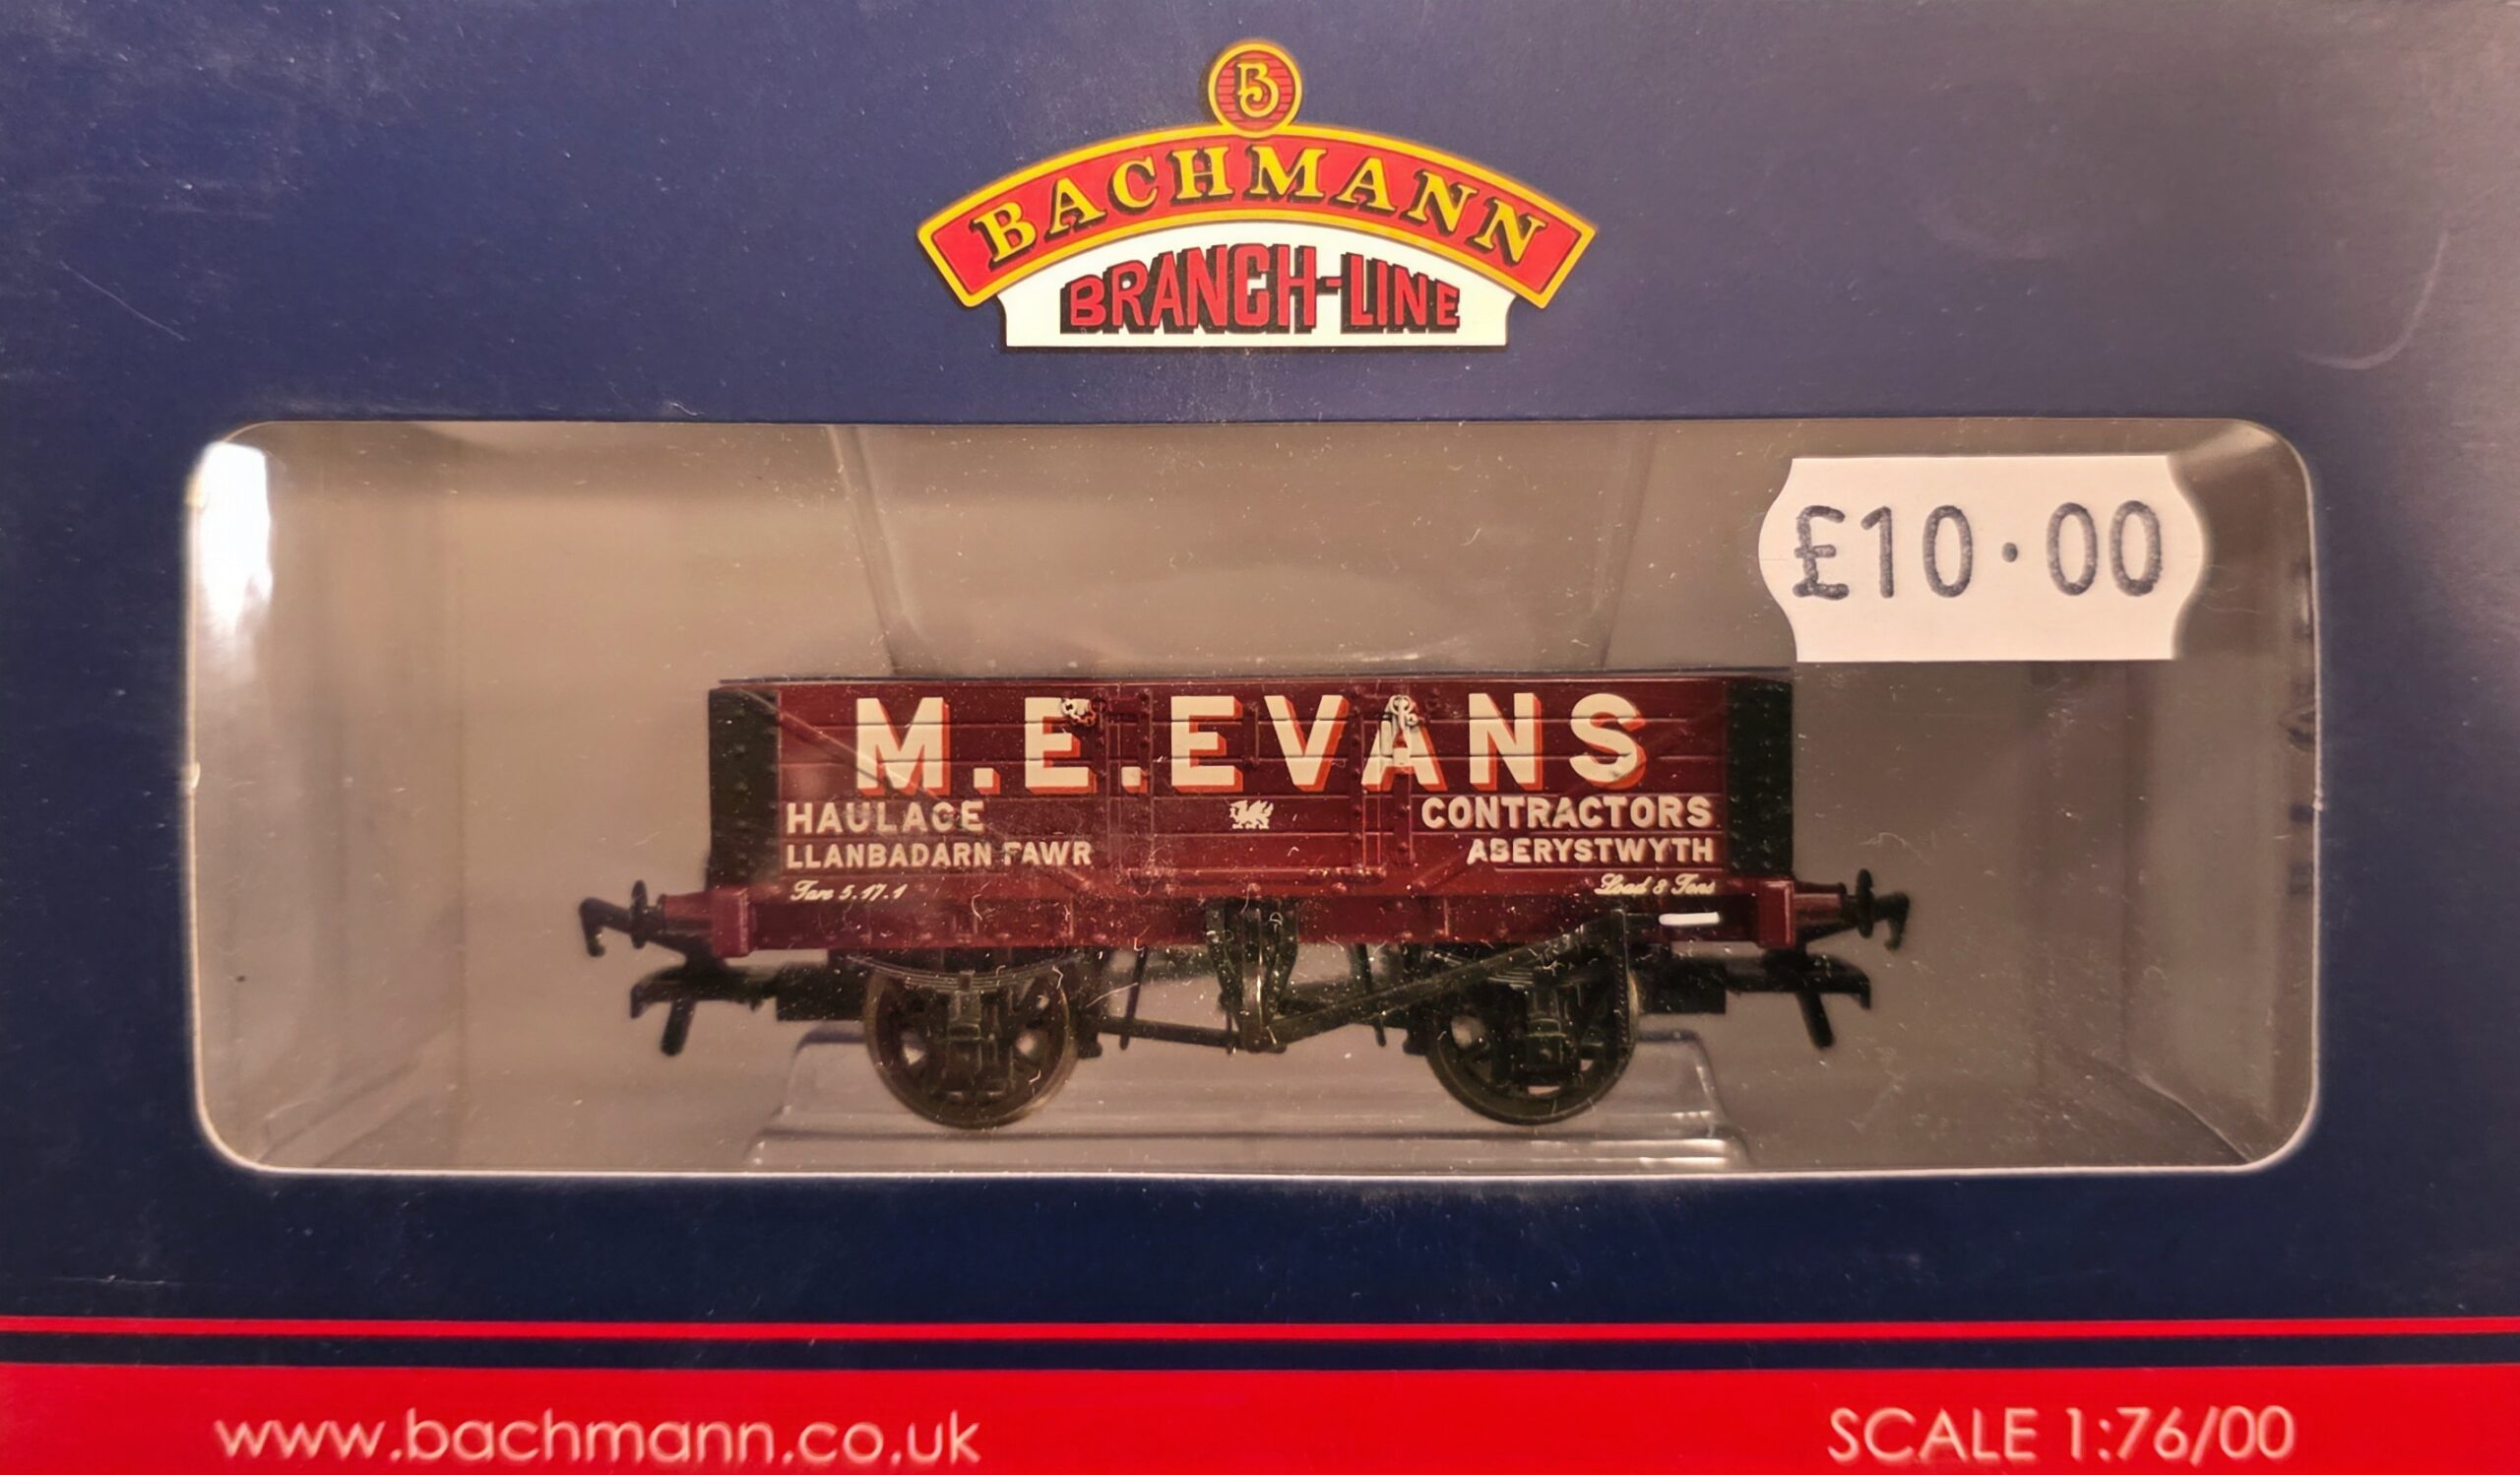 B
BACHMANN
BRANCH-LINE
£10.00
M.E.EVANS
HAULAGE
CONTRACTORS
LLANBADARN FAWR
ABERYSTWYTH
Tare 5.17.1
Load 8 Tons
www.bachmann.co.uk
SCALE 1:76/00